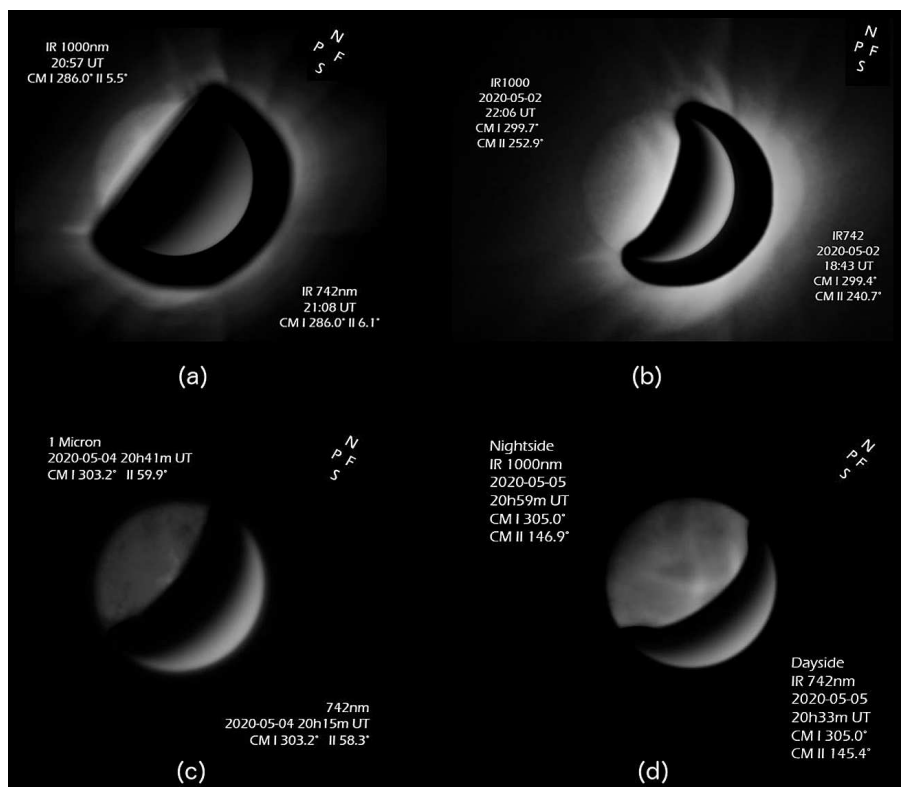 IR 1000nm
20:57 UT
CM I 286.0° II 5.5°
N
P F
S
IR 742nm
21:08 UT
CM I 286.0° II 6.1°
(a)
IR1000
2020-05-02
22:06 UT
CM I 299.7°
CM II 252.9°
N
P F
S
IR742
2020-05-02
18:43 UT
CM I 299.4°
CM II 240.7°
(b)
1 Micron
2020-05-04 20h41m UT
CM I 303.2° II 59.9°
N
P F
S
742nm
2020-05-04 20h15m UT
CM I 303.2° II 58.3°
(c)
Nightside
IR 1000nm
2020-05-05
20h59m UT
CM I 305.0°
CM II 146.9°
N
P F
S
Dayside
IR 742nm
2020-05-05
20h33m UT
CM I 305.0°
CM II 145.4°
(d)